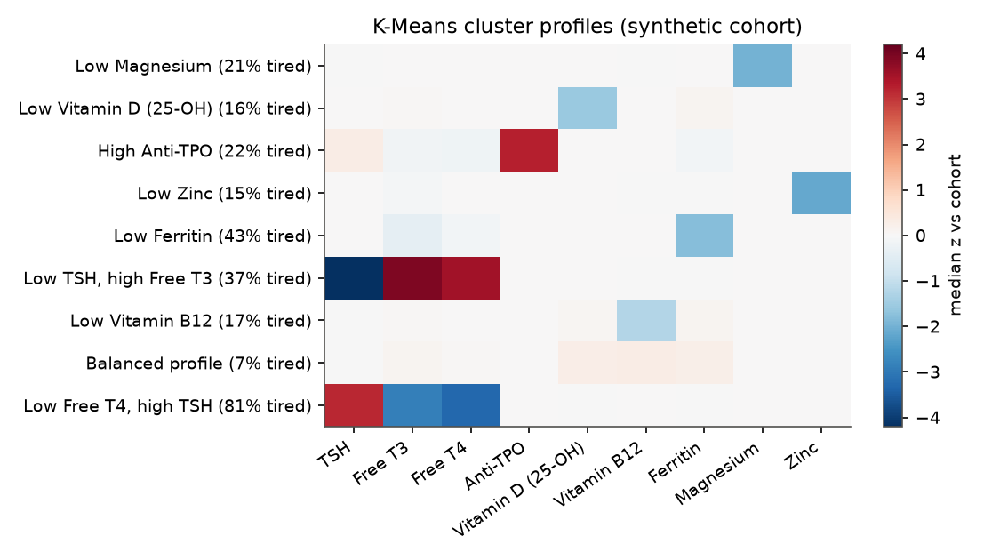 K-Means cluster profiles (synthetic cohort)
Low Magnesium (21% tired)
Low Vitamin D (25-OH) (16% tired)
High Anti-TPO (22% tired)
Low Zinc (15% tired)
Low Ferritin (43% tired)
Low TSH, high Free T3 (37% tired)
Low Vitamin B12 (17% tired)
Balanced profile (7% tired)
Low Free T4, high TSH (81% tired)
TSH
Free T3
Free T4
Anti-TPO
Vitamin D (25-OH)
Vitamin B12
Ferritin
Magnesium
Zinc
4
3
2
1
0
−1
−2
−3
−4
median z vs cohort